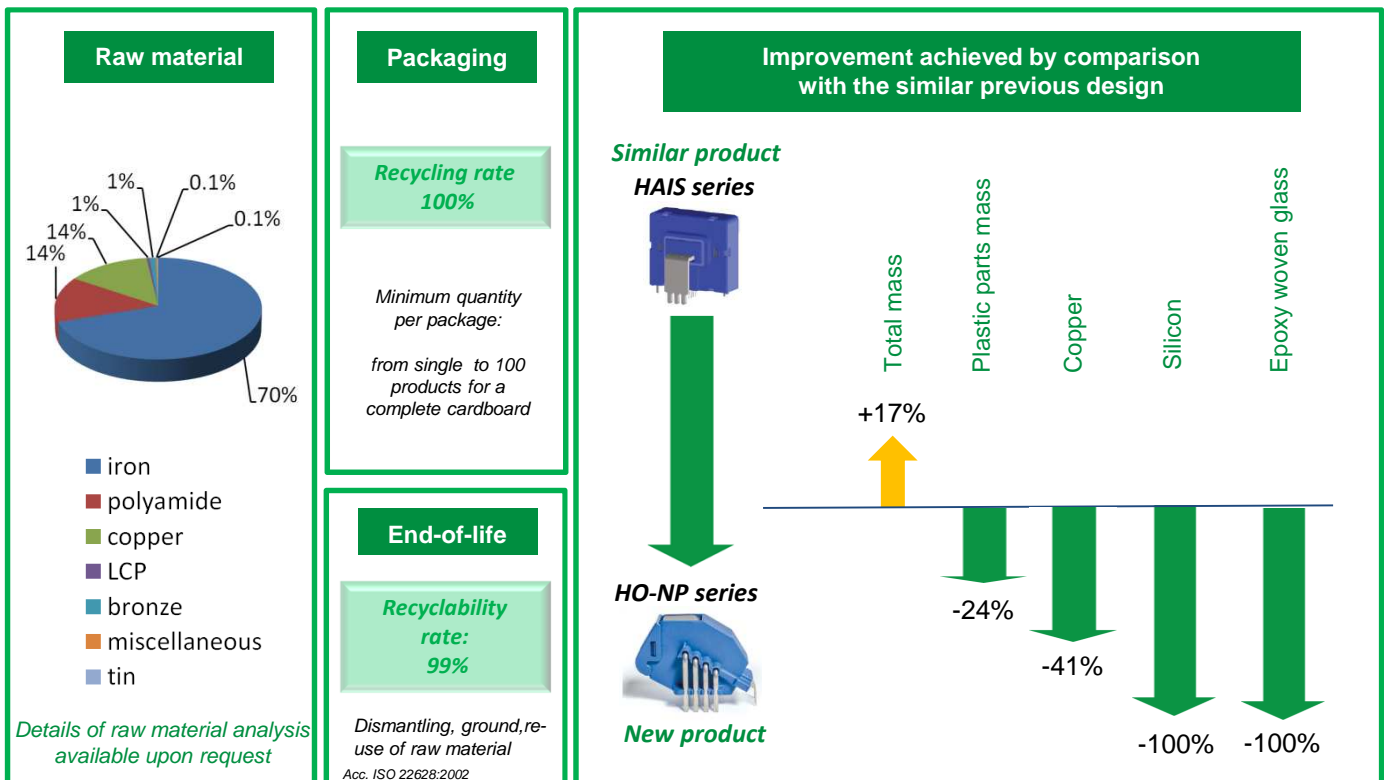 Raw material
1%
0.1%
1%
0.1%
14%
14%
70%
iron
polyamide
copper
LCP
bronze
miscellaneous
tin
Details of raw material analysis
available upon request
Packaging
Recycling rate
100%
Minimum quantity
per package:
from single to 100
products for a
complete cardboard
End-of-life
Recyclability
rate:
99%
Dismantling, ground,re-
use of raw material
Acc. ISO 22628:2002
Improvement achieved by comparison
with the similar previous design
Similar product
HAIS series
HO-NP series
New product
Total mass
Plastic parts mass
Copper
Silicon
Epoxy woven glass
+17%
-24%
-41%
-100%
-100%